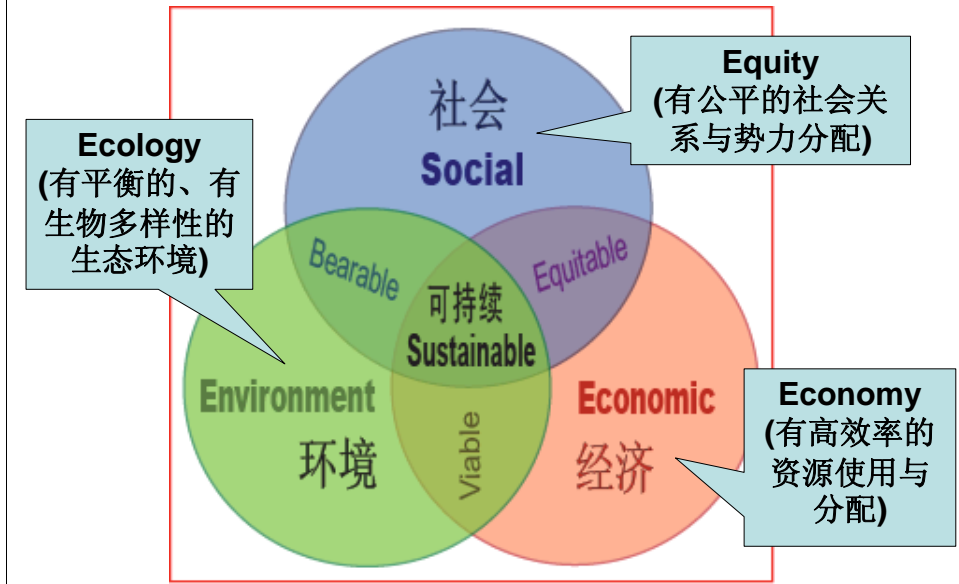 社会
Social
Equity
(有公平的社会关
系与势力分配)
Ecology
(有平衡的、有
生物多样性的
生态环境)
Bearable
Equitable
可持续
Sustainable
Environment
环境
Viable
Economic
经济
Economy
(有高效率的
资源使用与
分配)